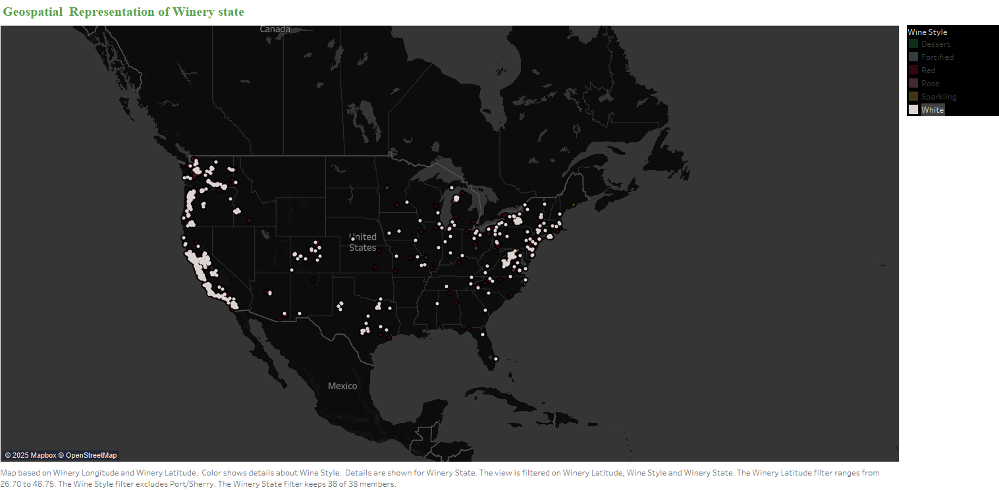 Geospatial  Representation of Winery state
Canada
United
States
Mexico
© 2025 Mapbox © OpenStreetMap
Wine Style
Dessert
Fortified
Red
Rose
Sparkling
White
Map based on Winery Longitude and Winery Latitude.  Color shows details about Wine Style.  Details are shown for Winery State. The view is filtered on Winery Latitude, Wine Style and Winery State. The Winery Latitude filter ranges from
26.70 to 48.75. The Wine Style filter excludes Port/Sherry. The Winery State filter keeps 38 of 38 members.